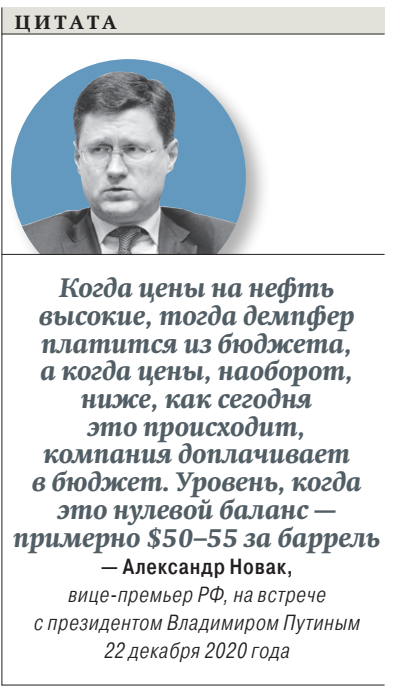 ЦИТАТА
Когда цены на нефть
высокие, тогда демпфер
платится из бюджета,
а когда цены, наоборот,
ниже, как сегодня
это происходит,
компания доплачивает
в бюджет. Уровень, когда
это нулевой баланс —
примерно $50–55 за баррель
— Александр Новак,
вице-премьер РФ, на встрече
с президентом Владимиром Путиным
22 декабря 2020 года